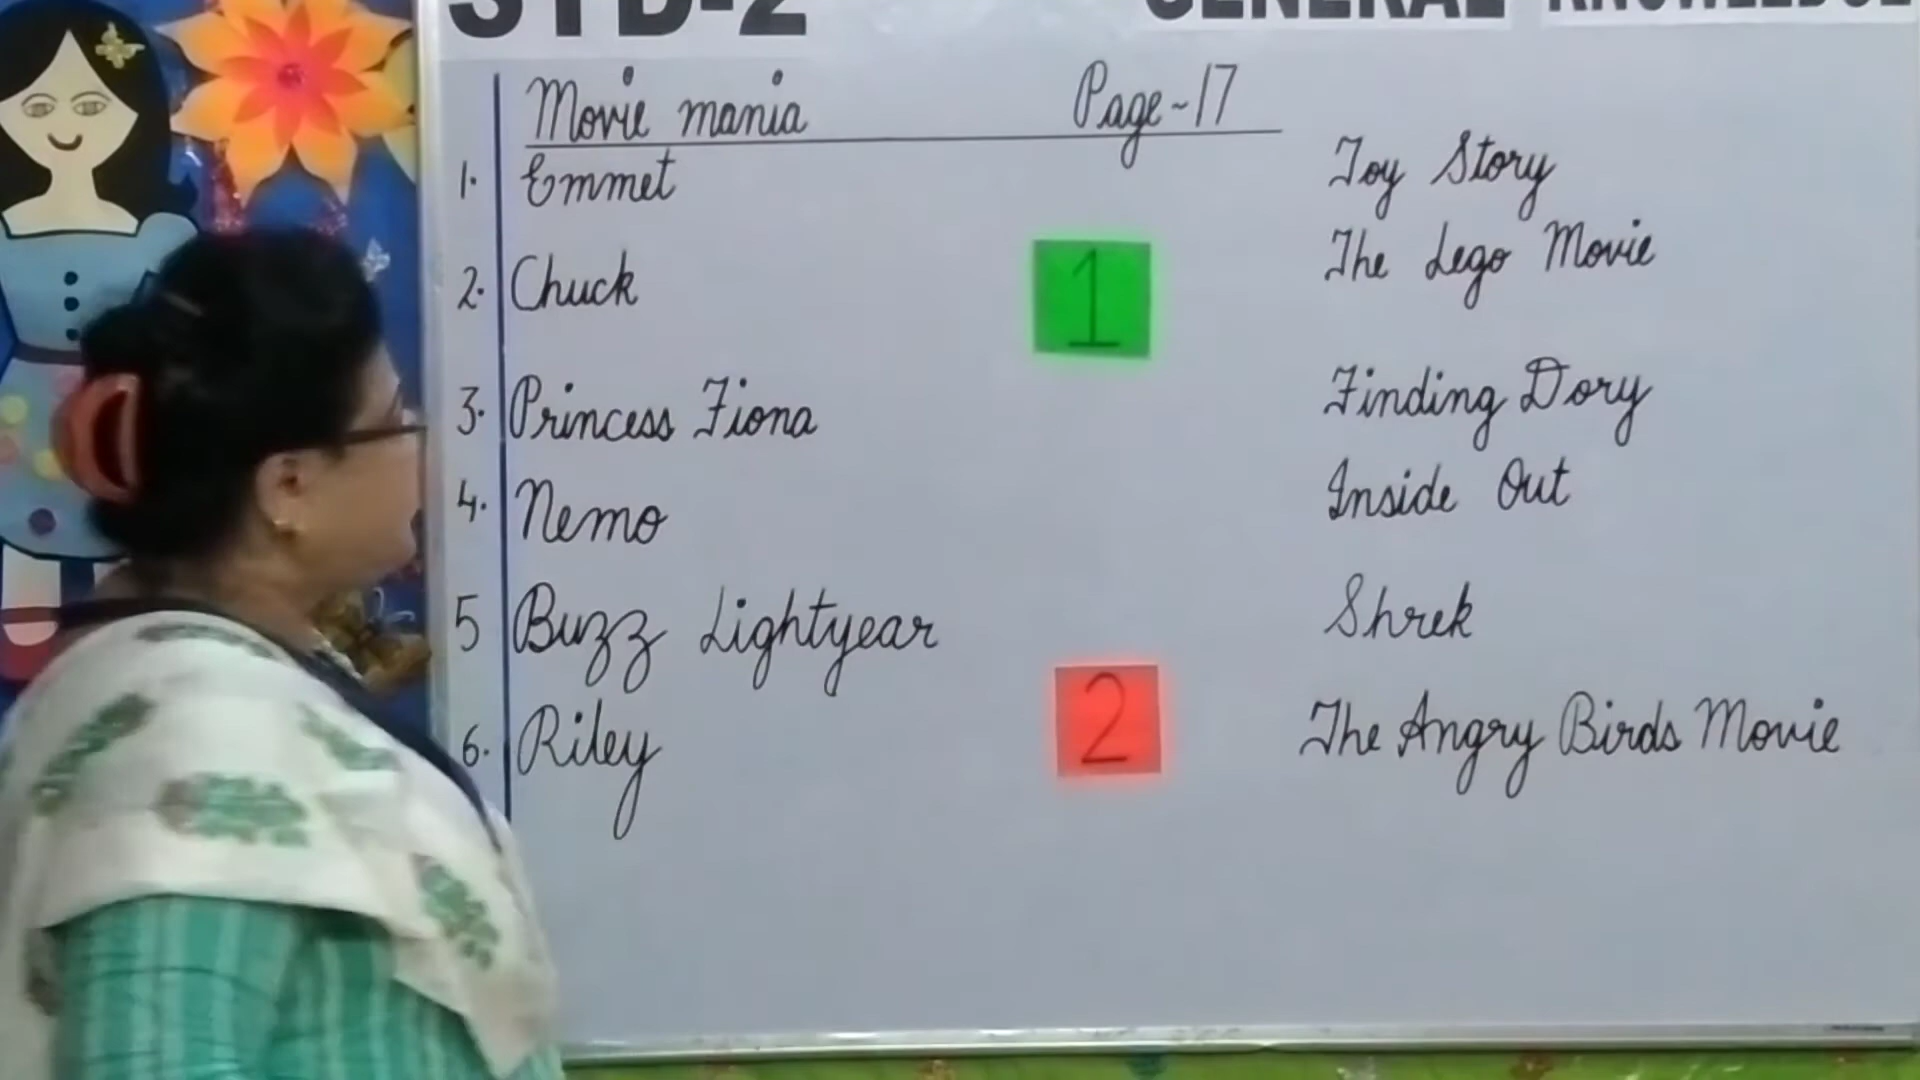 STD-2 GENERAL KNOWLEDGE
Movie mania Page-17
1. Emmet
2. Chuck
3. Princess Fiona
4. Nemo
5 Buzz Lightyear
6. Riley
1
2
Toy Story
The Lego Movie
Finding Dory
Inside Out
Shrek
The Angry Birds Movie